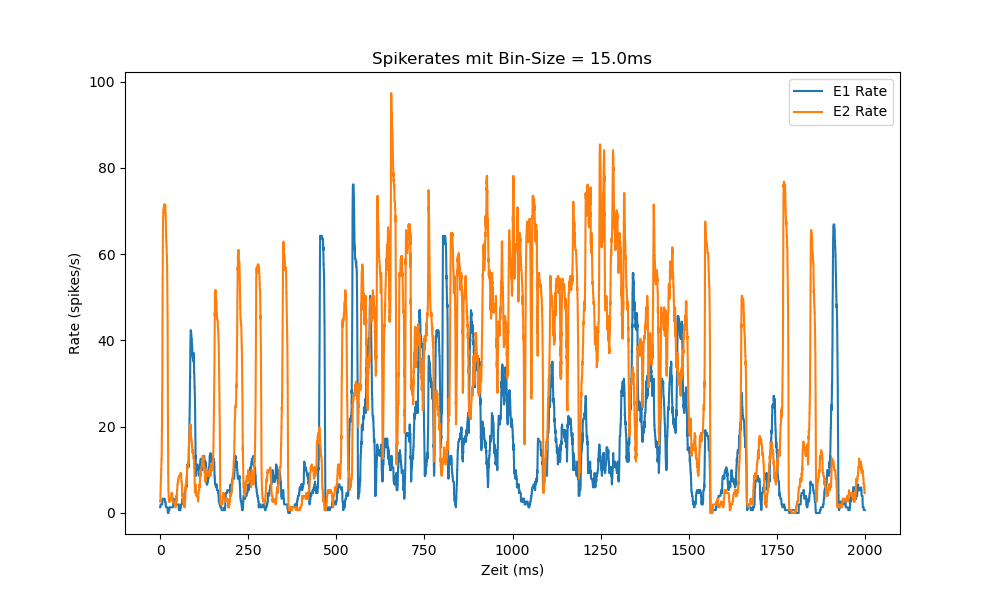 Spikerates mit Bin-Size = 15.0ms
E1 Rate
E2 Rate
Rate (spikes/s)
100
80
60
40
20
0
0 250 500 750 1000 1250 1500 1750 2000
Zeit (ms)